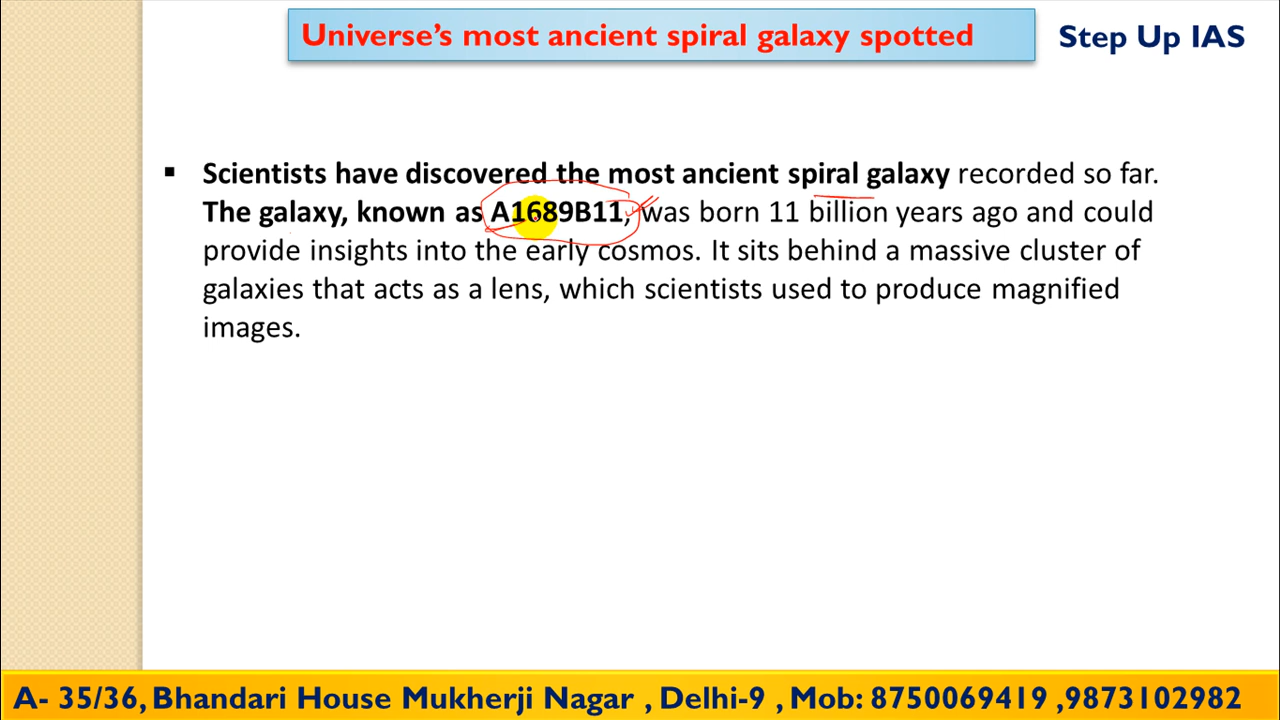 Universe's most ancient spiral galaxy spotted
Step Up IAS
▪ Scientists have discovered the most ancient spiral galaxy recorded so far.
The galaxy, known as A1689B11, was born 11 billion years ago and could
provide insights into the early cosmos. It sits behind a massive cluster of
galaxies that acts as a lens, which scientists used to produce magnified
images.
A- 35/36, Bhandari House Mukherji Nagar , Delhi-9 , Mob: 8750069419 ,9873102982